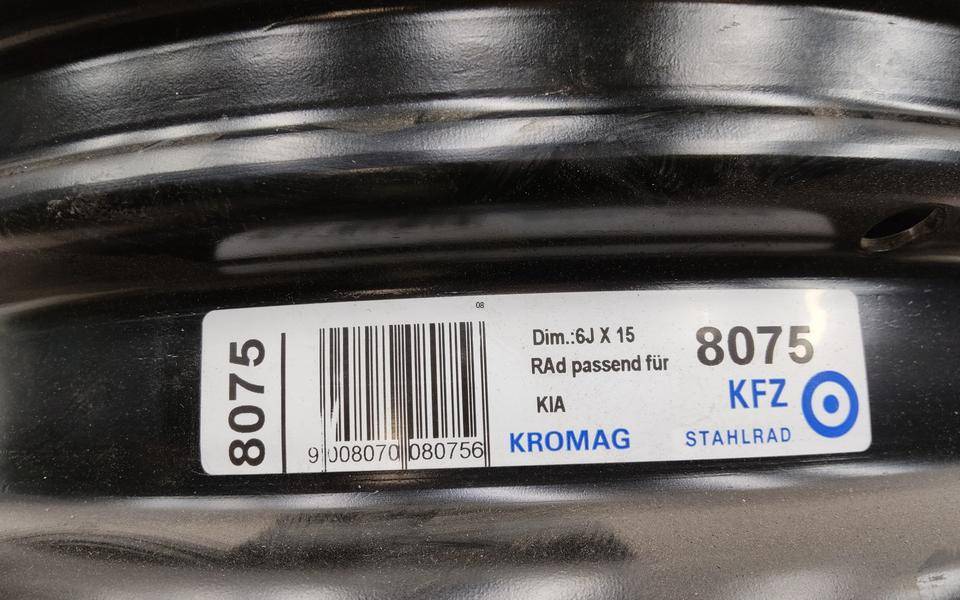 8075
08
9 008070 080756
Dim.:6J X 15
RAd passend für
KIA
8075
KFZ
KROMAG
STAHLRAD